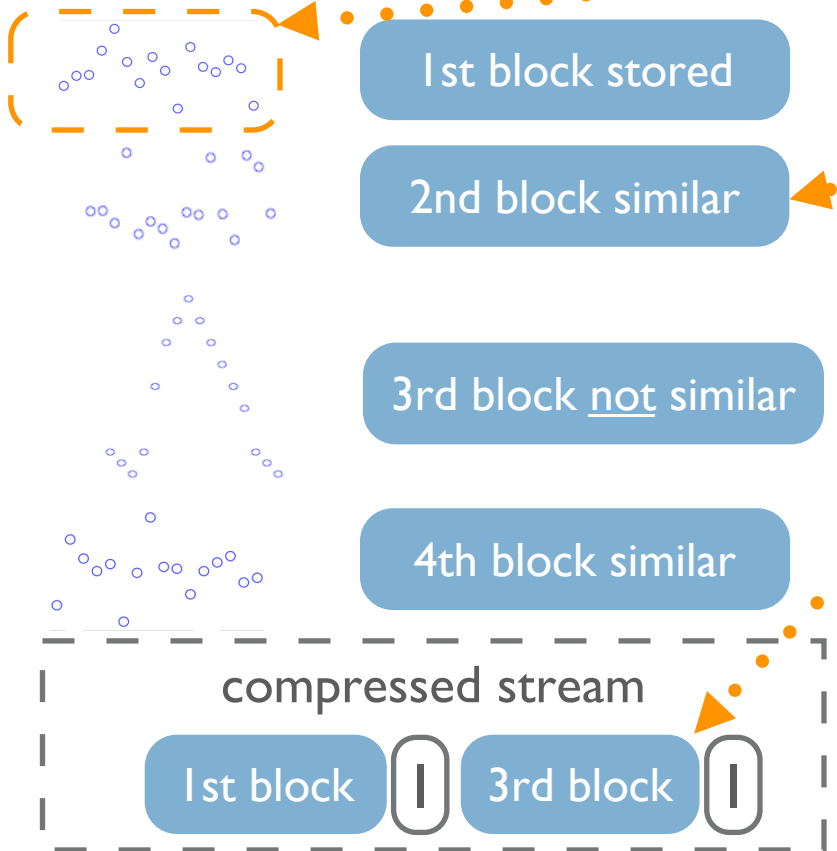 1st block stored
2nd block similar
3rd block not similar
4th block similar
compressed stream
1st block 1 3rd block 1